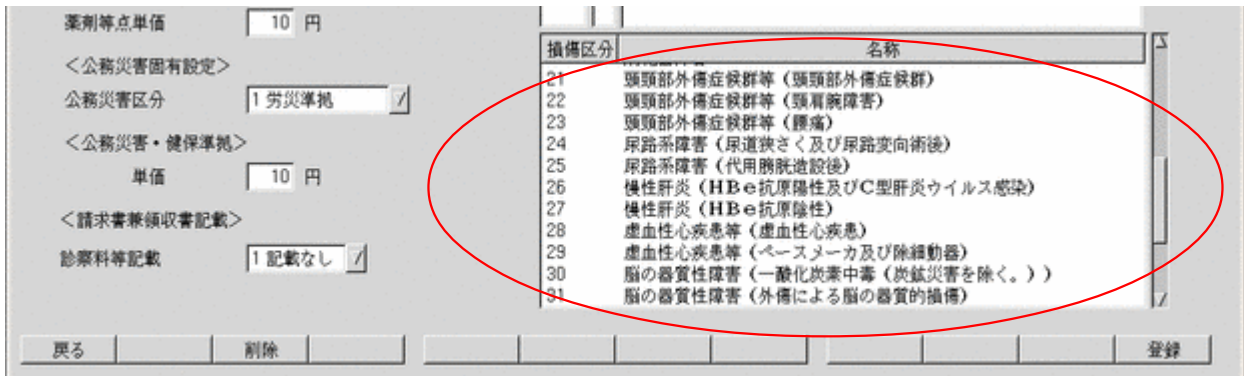 薬剤等点単価 10 円
<公務災害固有設定>
公務災害区分 1 労災準拠
<公務災害・健保準拠>
単価 10 円
<請求書兼領収書記載>
診察料等記載 1 記載なし
損傷区分 名称
21 頭頸部外傷症候群等(頭頸部外傷症候群)
22 頭頸部外傷症候群等(頸肩腕障害)
23 頭頸部外傷症候群等(腰痛)
24 尿路系障害(尿道狭さく及び尿路変向術後)
25 尿路系障害(代用膀胱造設後)
26 慢性肝炎(HBe抗原陽性及びC型肝炎ウイルス感染)
27 慢性肝炎(HBe抗原陰性)
28 虚血性心疾患等(虚血性心疾患)
29 虚血性心疾患等(ペースメーカ及び除細動器)
30 脳の器質性障害(一酸化炭素中毒(炭鉱災害を除く。))
31 脳の器質性障害(外傷による脳の器質的損傷)
戻る 削除 登録